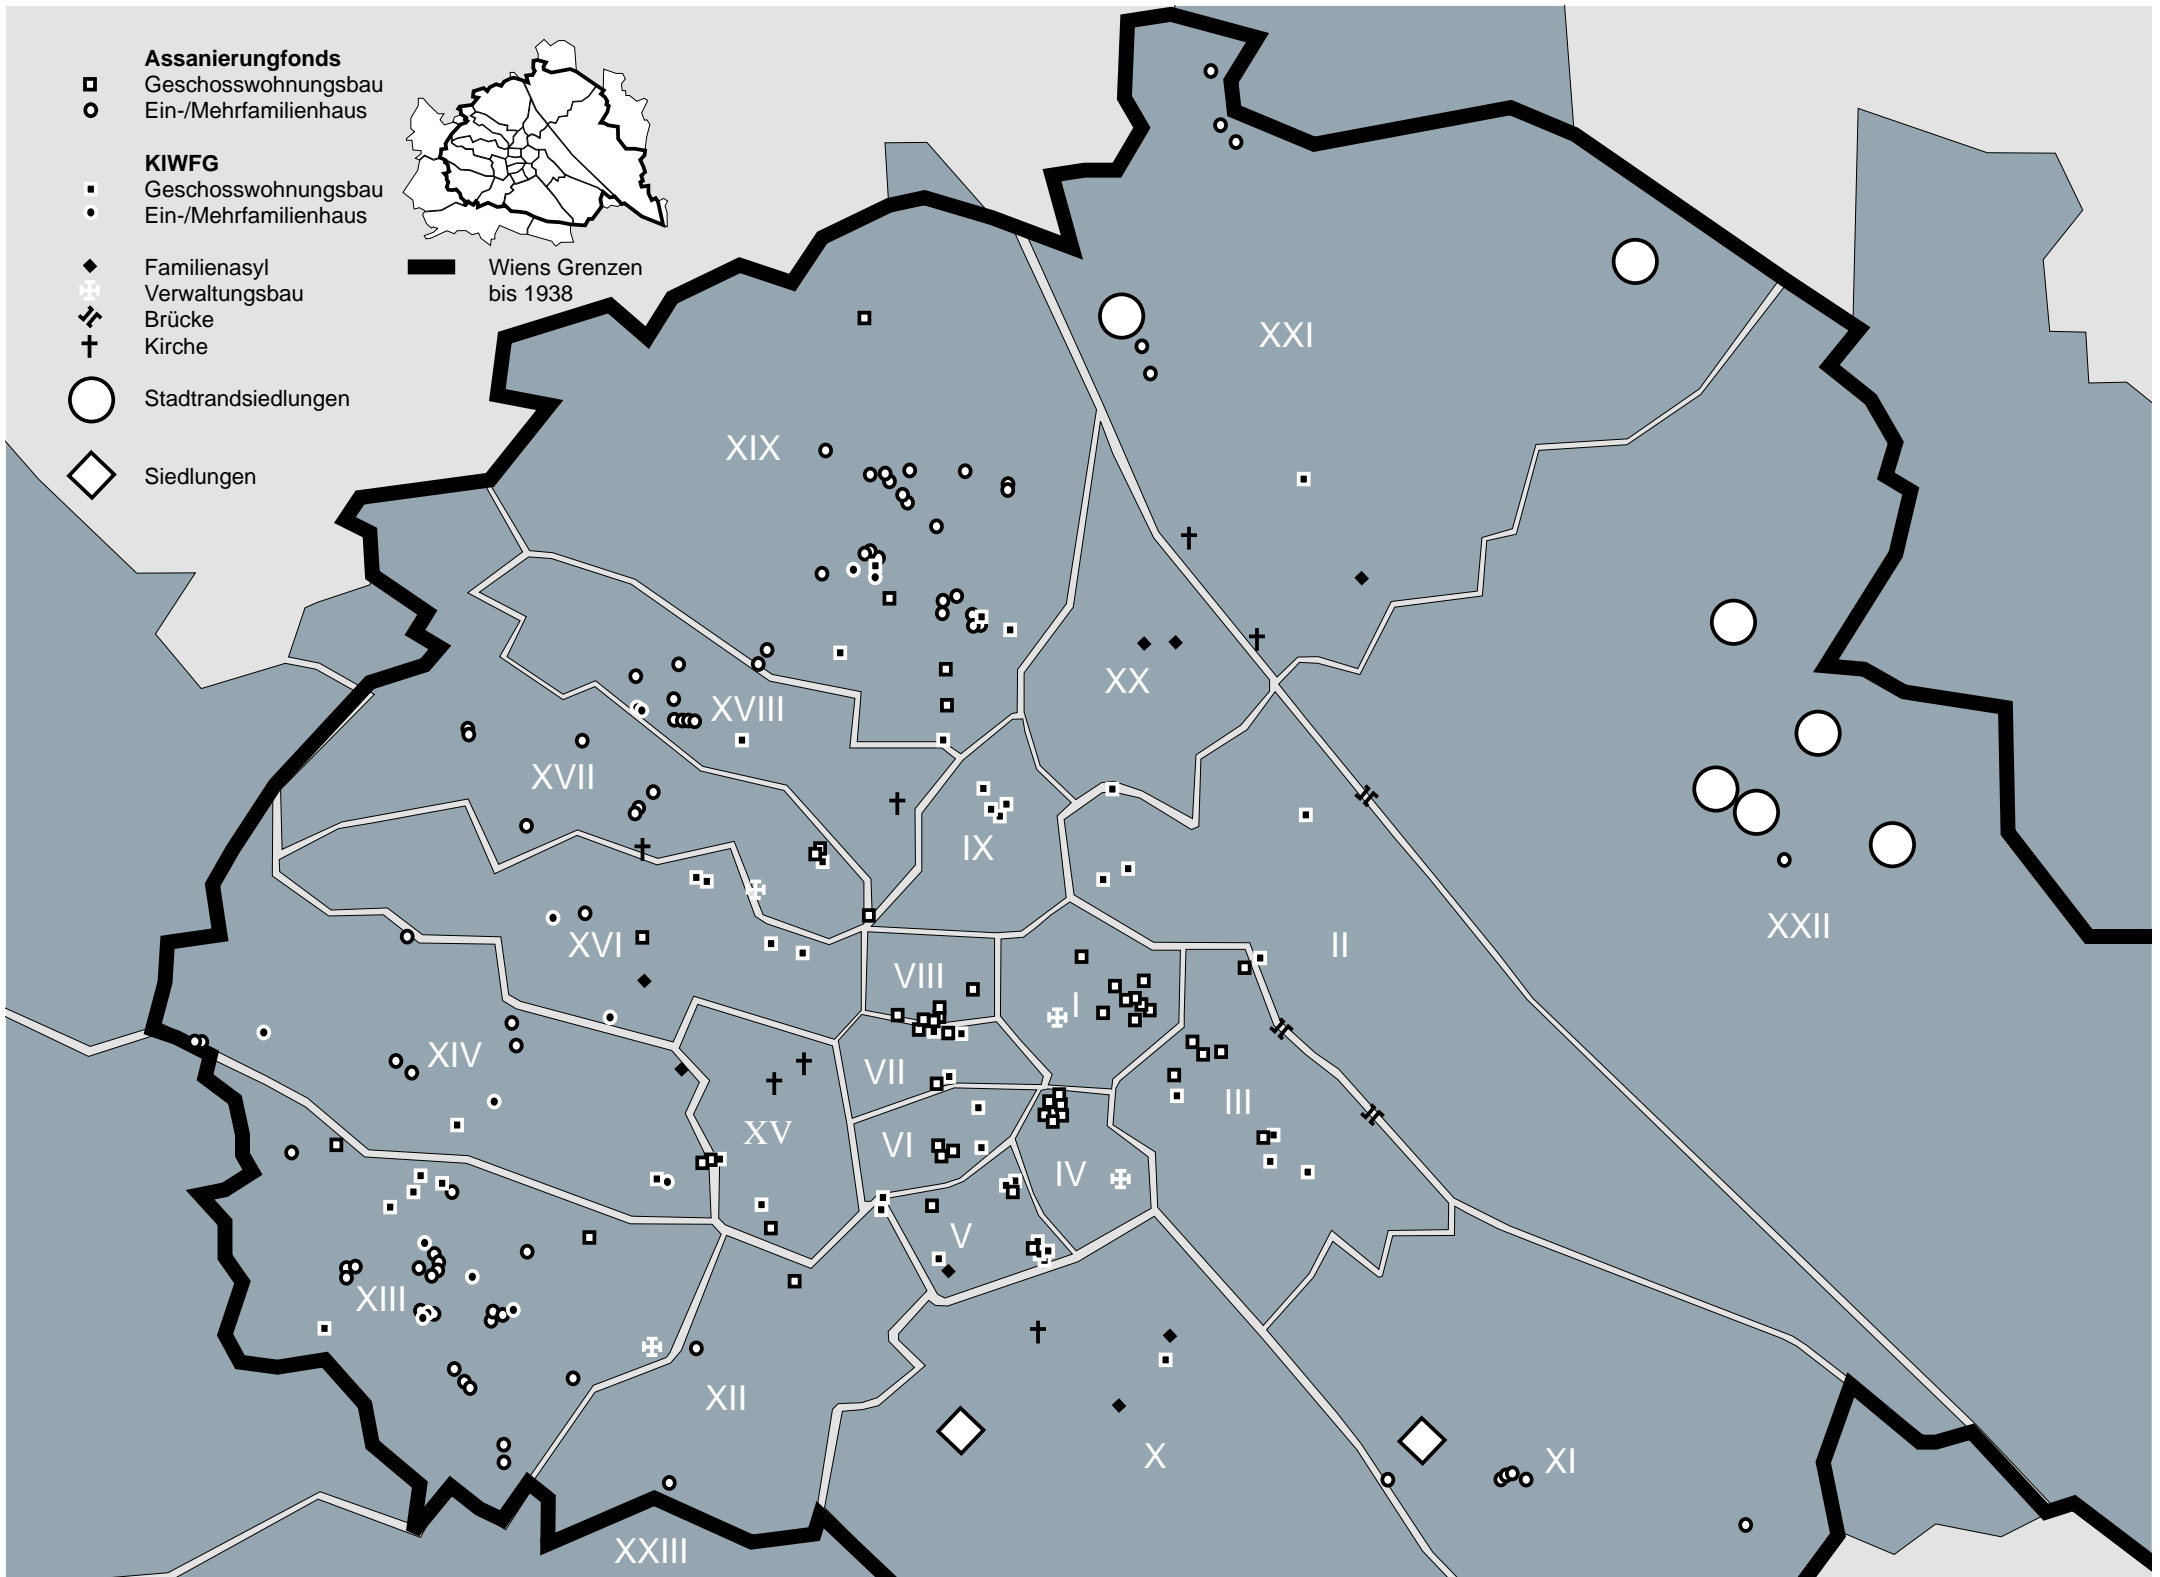 Assanierungfonds
Geschosswohnungsbau
Ein-/Mehrfamilienhaus
KIWFG
Geschosswohnungsbau
Ein-/Mehrfamilienhaus
Familienasyl
Verwaltungsbau
Brücke
Kirche
Stadtrandsiedlungen
Siedlungen
Wiens Grenzen
bis 1938
XXI
XIX
XX
XVIII
XVII
IX
XXII
XVI
II
VIII
I
XIV
VII
III
XV
VI
IV
V
XIII
XII
X
XI
XXIII